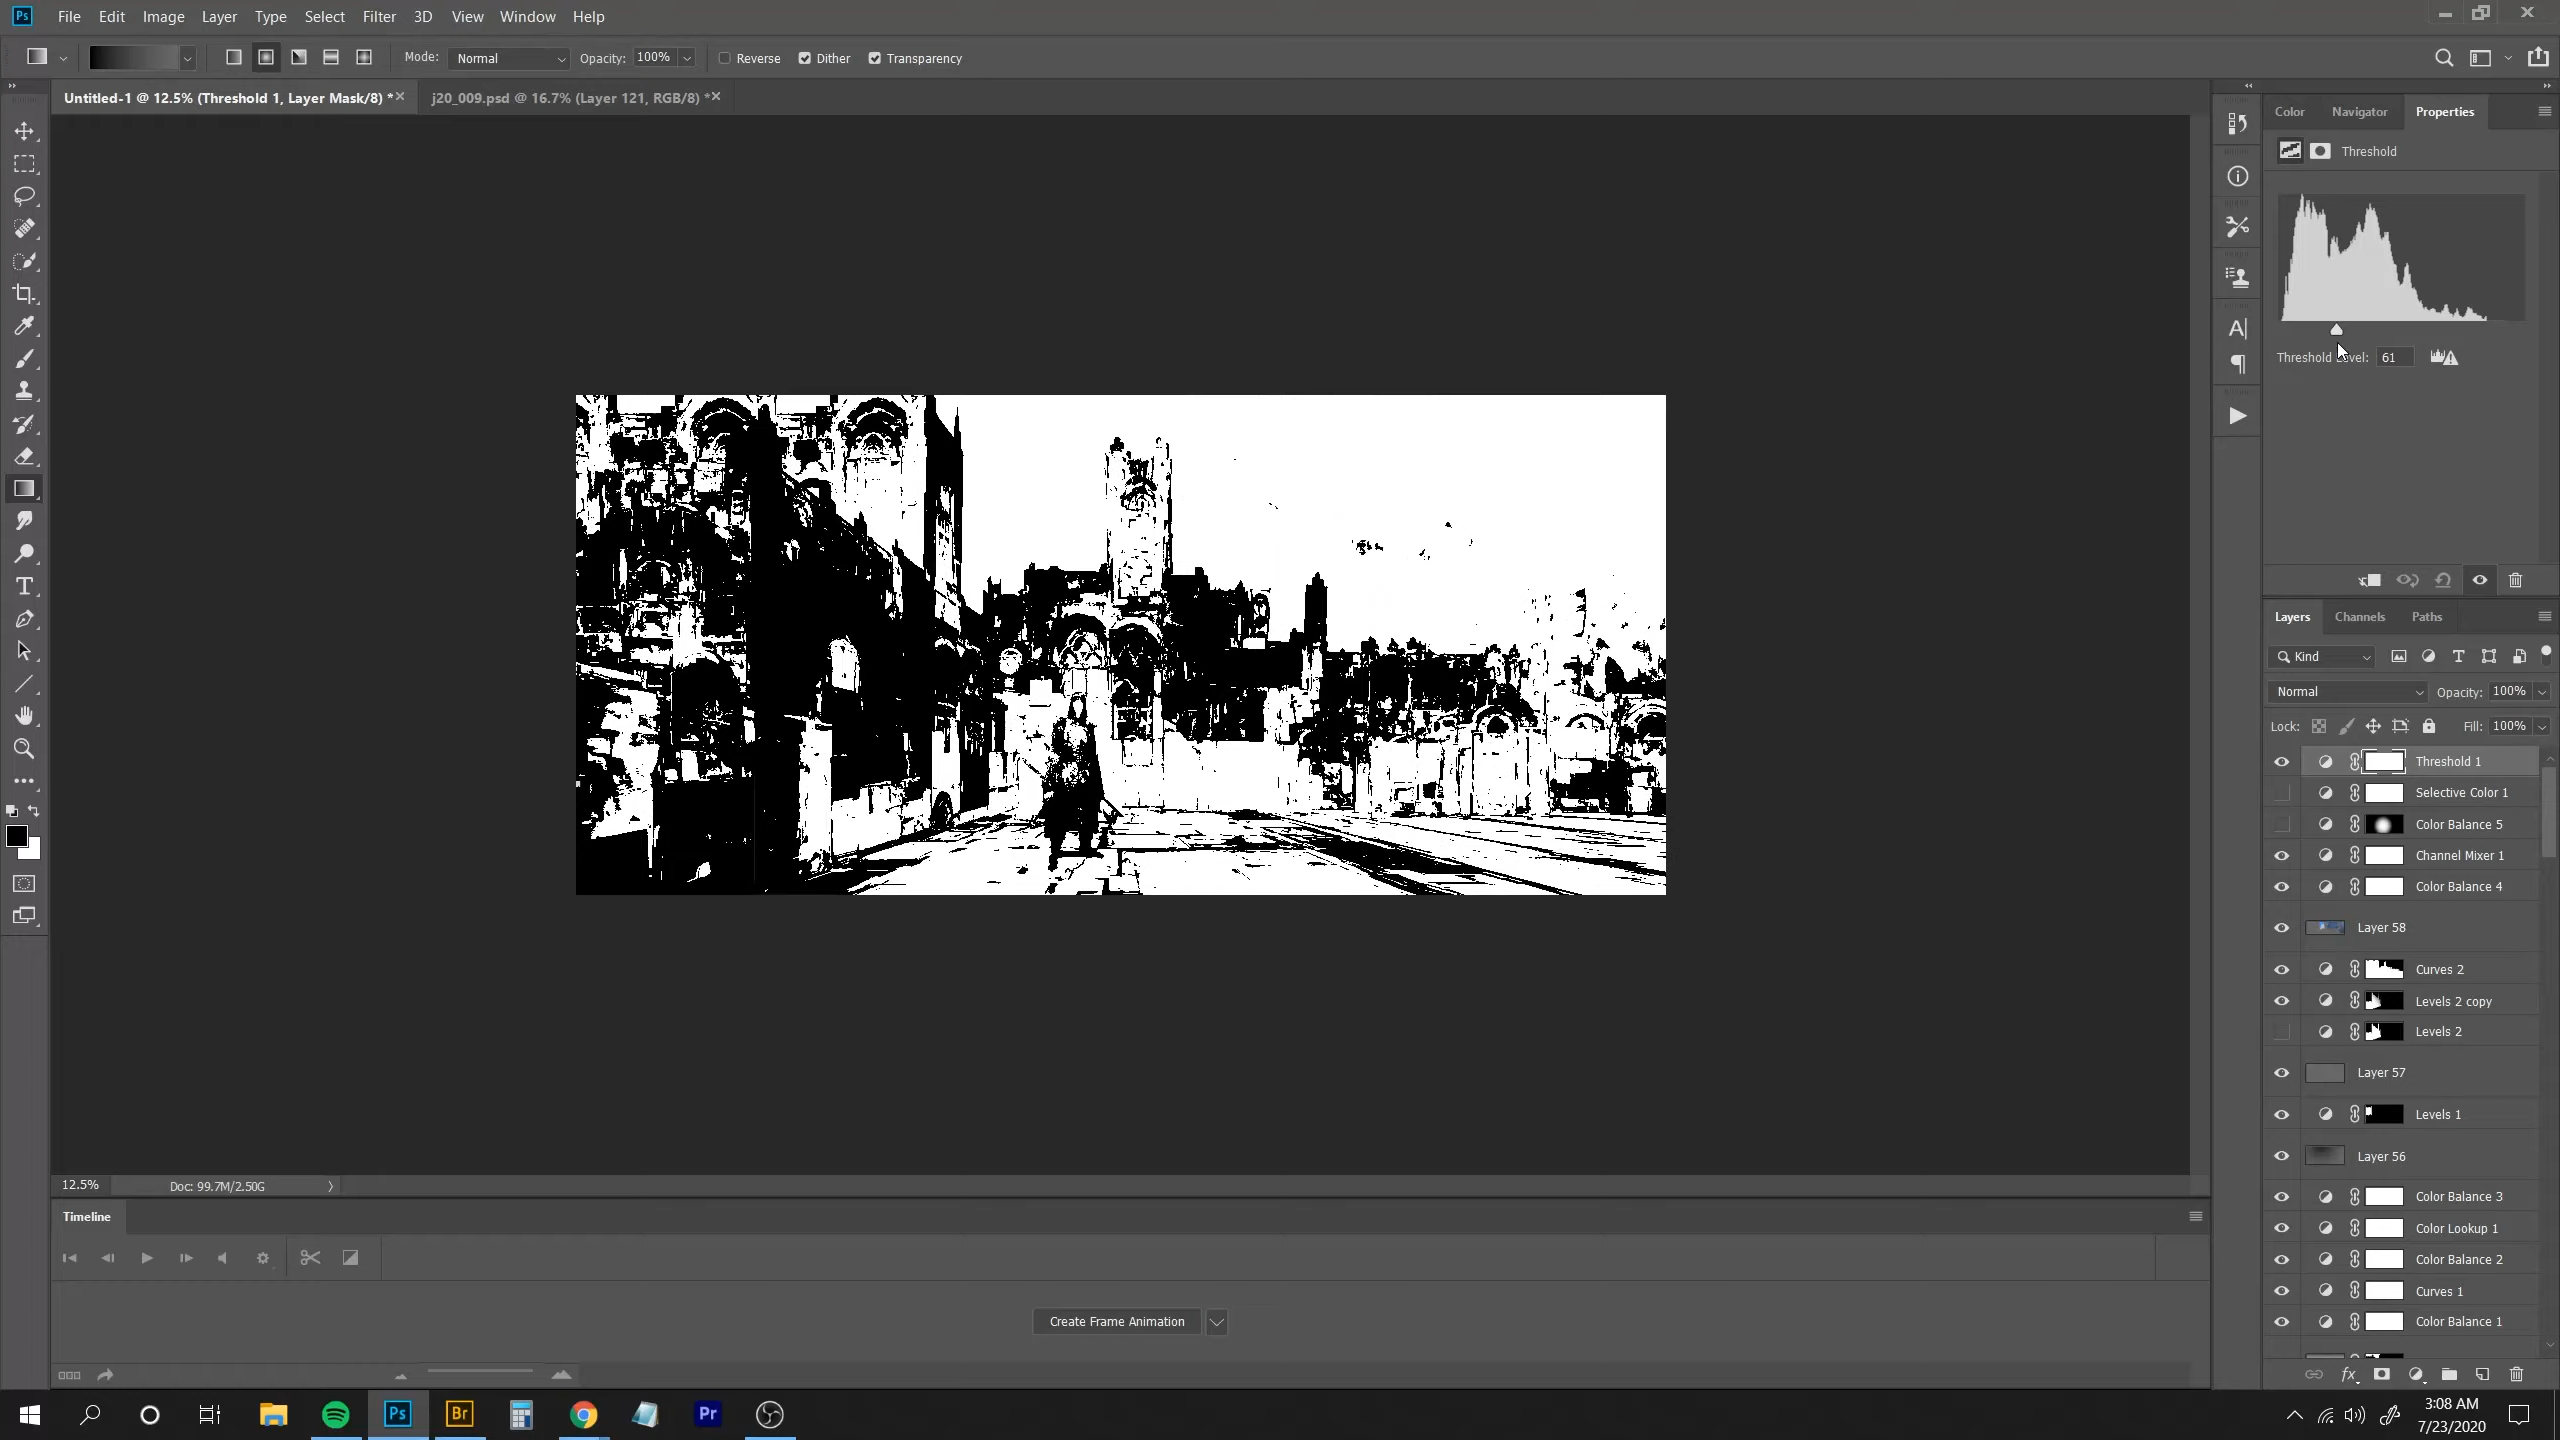 Ps File Edit Image Layer Type Select Filter 3D View Window Help
Mode: Normal Opacity: 100% Reverse Dither Transparency
Untitled-1 @ 12.5% (Threshold 1, Layer Mask/8) * j20_009.psd @ 16.7% (Layer 121, RGB/8) *
Color Navigator Properties
Threshold
Threshold Level: 61
Layers Channels Paths
Kind
Normal Opacity: 100%
Lock: Fill: 100%
Threshold 1
Selective Color 1
Color Balance 5
Channel Mixer 1
Color Balance 4
Layer 58
Curves 2
Levels 2 copy
Levels 2
Layer 57
Levels 1
Layer 56
Color Balance 3
Color Lookup 1
Color Balance 2
Curves 1
Color Balance 1
12.5% Doc: 99.7M/2.50G
Timeline
Create Frame Animation
fx
Ps Br Pr
3:08 AM
7/23/2020